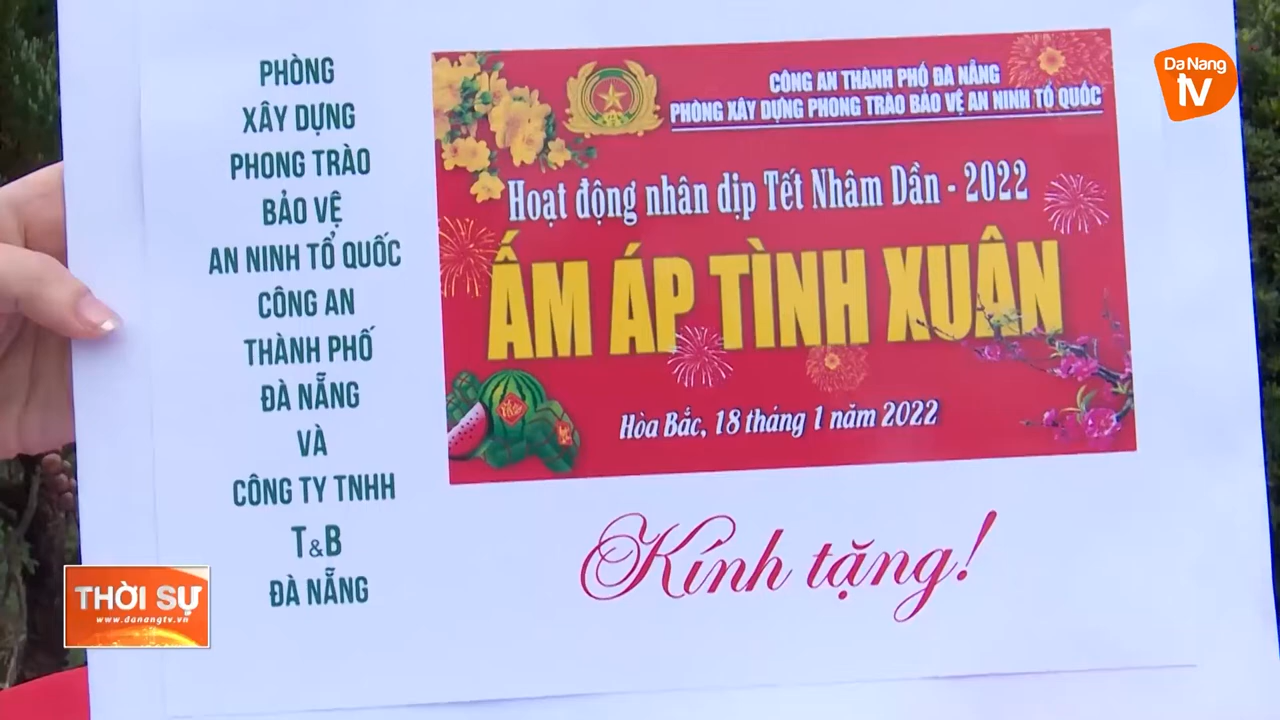 PHÒNG
XÂY DỰNG
PHONG TRÀO
BẢO VỆ
AN NINH TỔ QUỐC
CÔNG AN
THÀNH PHỐ
ĐÀ NẴNG
VÀ
CÔNG TY TNHH
T&B
ĐÀ NẴNG
CÔNG AN THÀNH PHỐ ĐÀ NẴNG
PHÒNG XÂY DỰNG PHONG TRÀO BẢO VỆ AN NINH TỔ QUỐC
Hoạt động nhân dịp Tết Nhâm Dần - 2022
ẤM ÁP TÌNH XUÂN
Hòa Bắc, 18 tháng 1 năm 2022
Kính tặng!
Da Nang
tv
THỜI SỰ
www.danangtv.vn